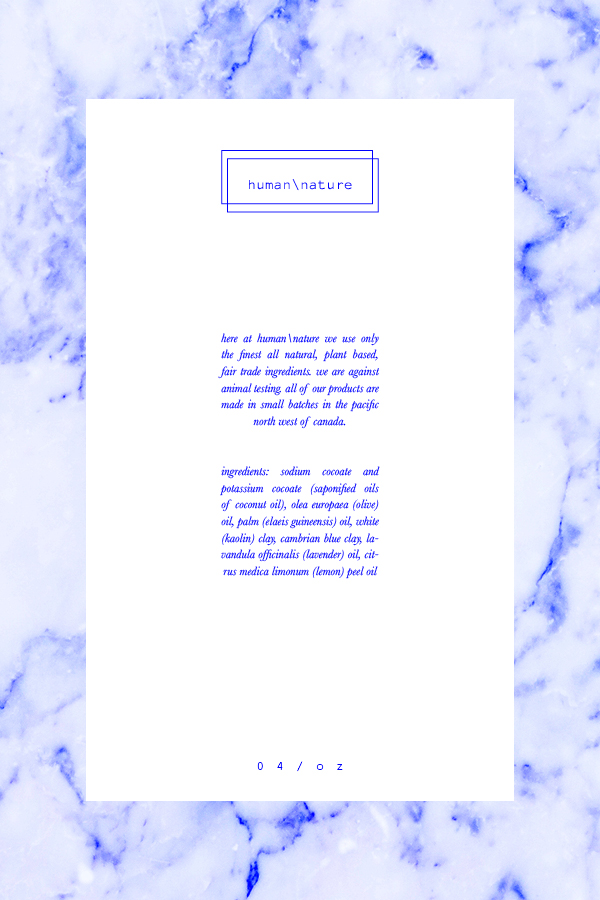 human\nature
here at human\nature we use only
the finest all natural, plant based,
fair trade ingredients. we are against
animal testing. all of our products are
made in small batches in the pacific
north west of canada.
ingredients: sodium cocoate and
potassium cocoate (saponified oils
of coconut oil), olea europaea (olive)
oil, palm (elaeis guineensis) oil, white
(kaolin) clay, cambrian blue clay, la-
vandula officinalis (lavender) oil, cit-
rus medica limonum (lemon) peel oil
04/oz